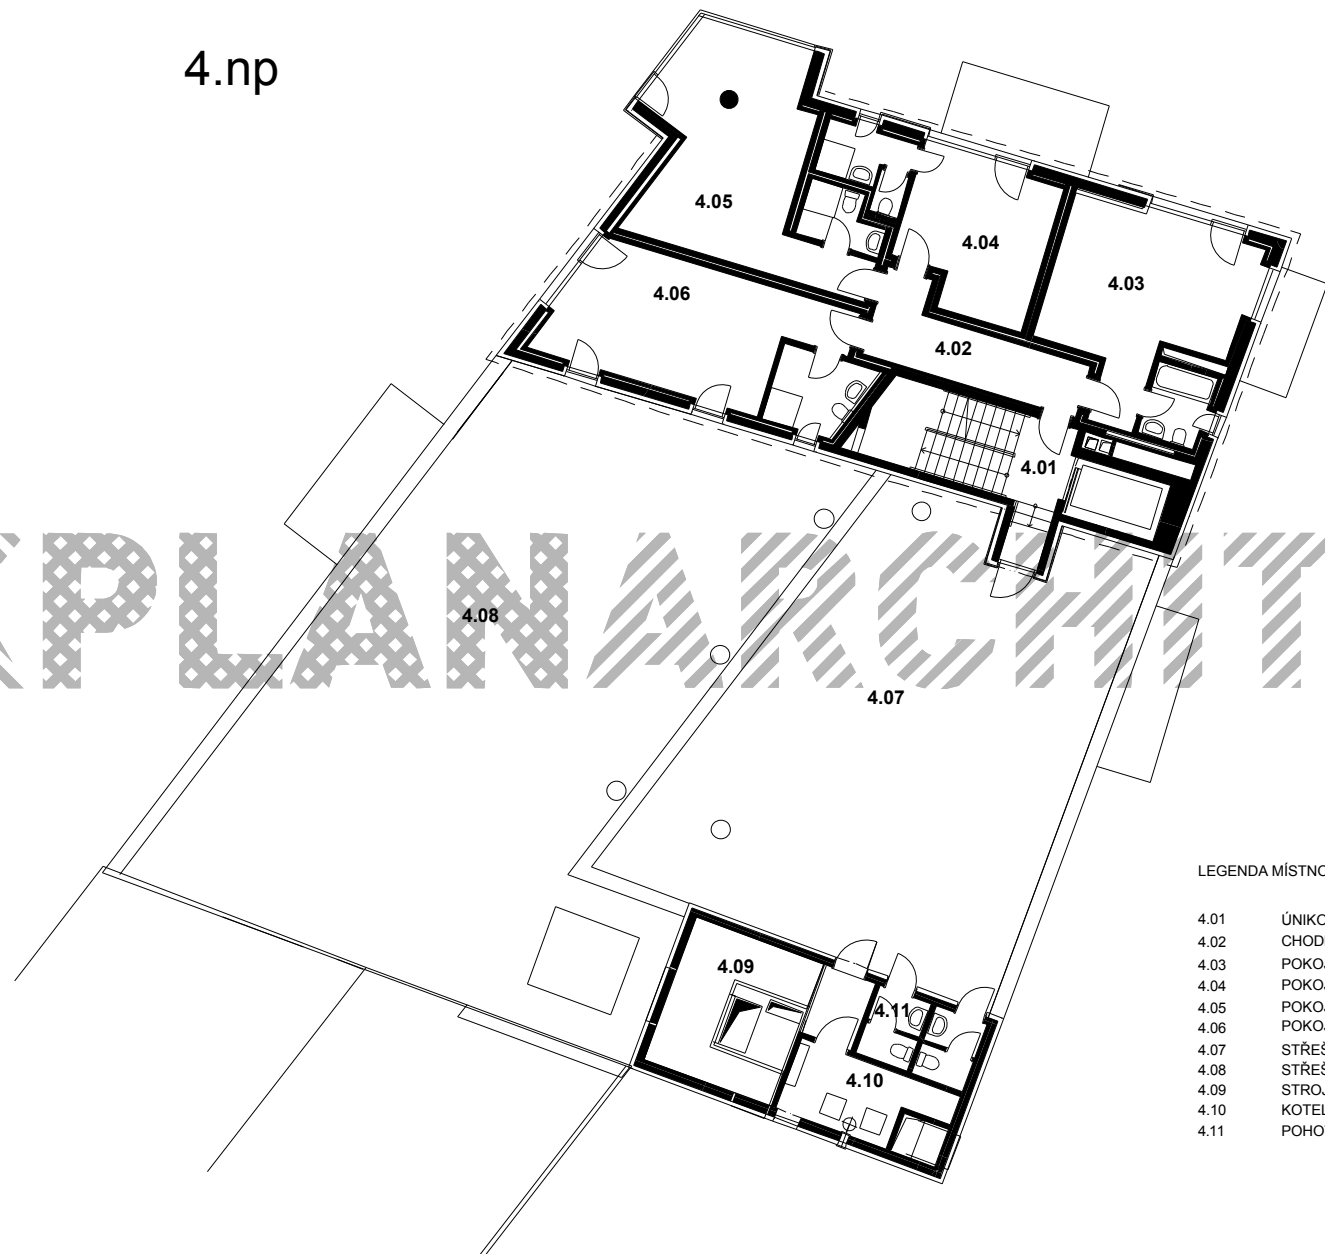 4.np
4.05
4.04
4.03
4.06
4.02
4.01
PLANARCHIT
4.08
4.07
4.09
4.11
4.10
LEGENDA MÍSTNO
4.01 ÚNIKO
4.02 CHOD
4.03 POKO
4.04 POKO
4.05 POKO
4.06 POKO
4.07 STŘEŠ
4.08 STŘEŠ
4.09 STROJ
4.10 KOTEL
4.11 POHO